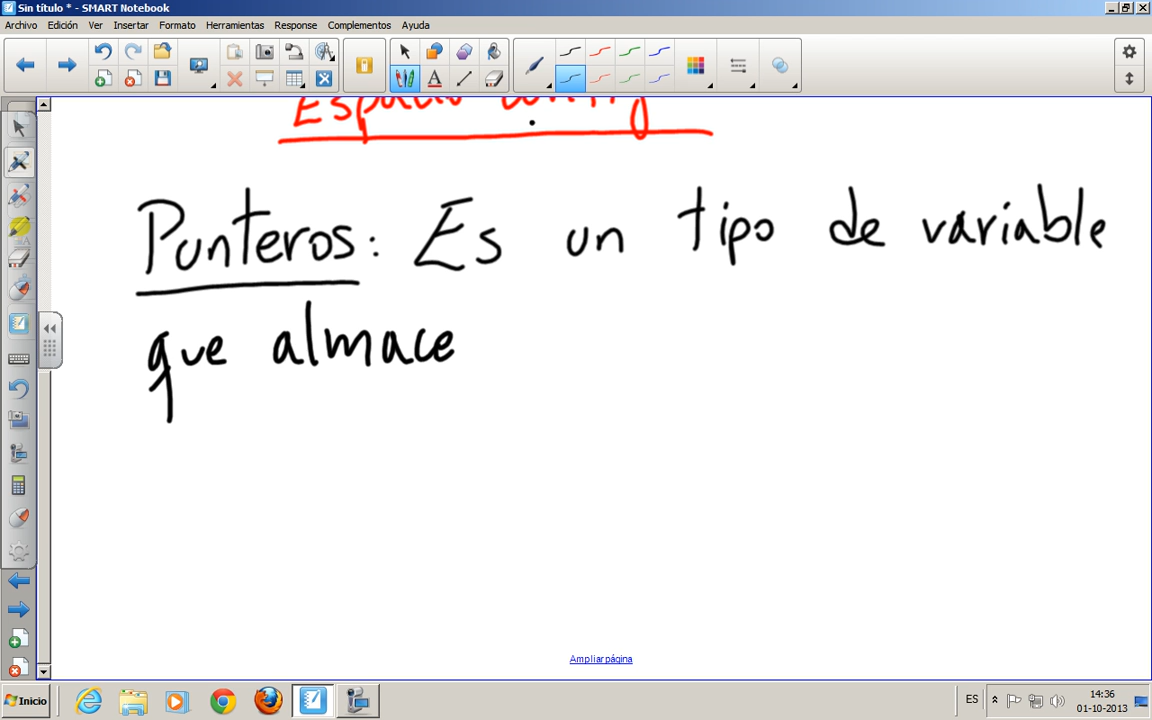 Sin título * - SMART Notebook
Archivo Edición Ver Insertar Formato Herramientas Response Complementos Ayuda
Punteros: Es un tipo de variable
que almace
Ampliar página
Inicio
ES
14:36
01-10-2013